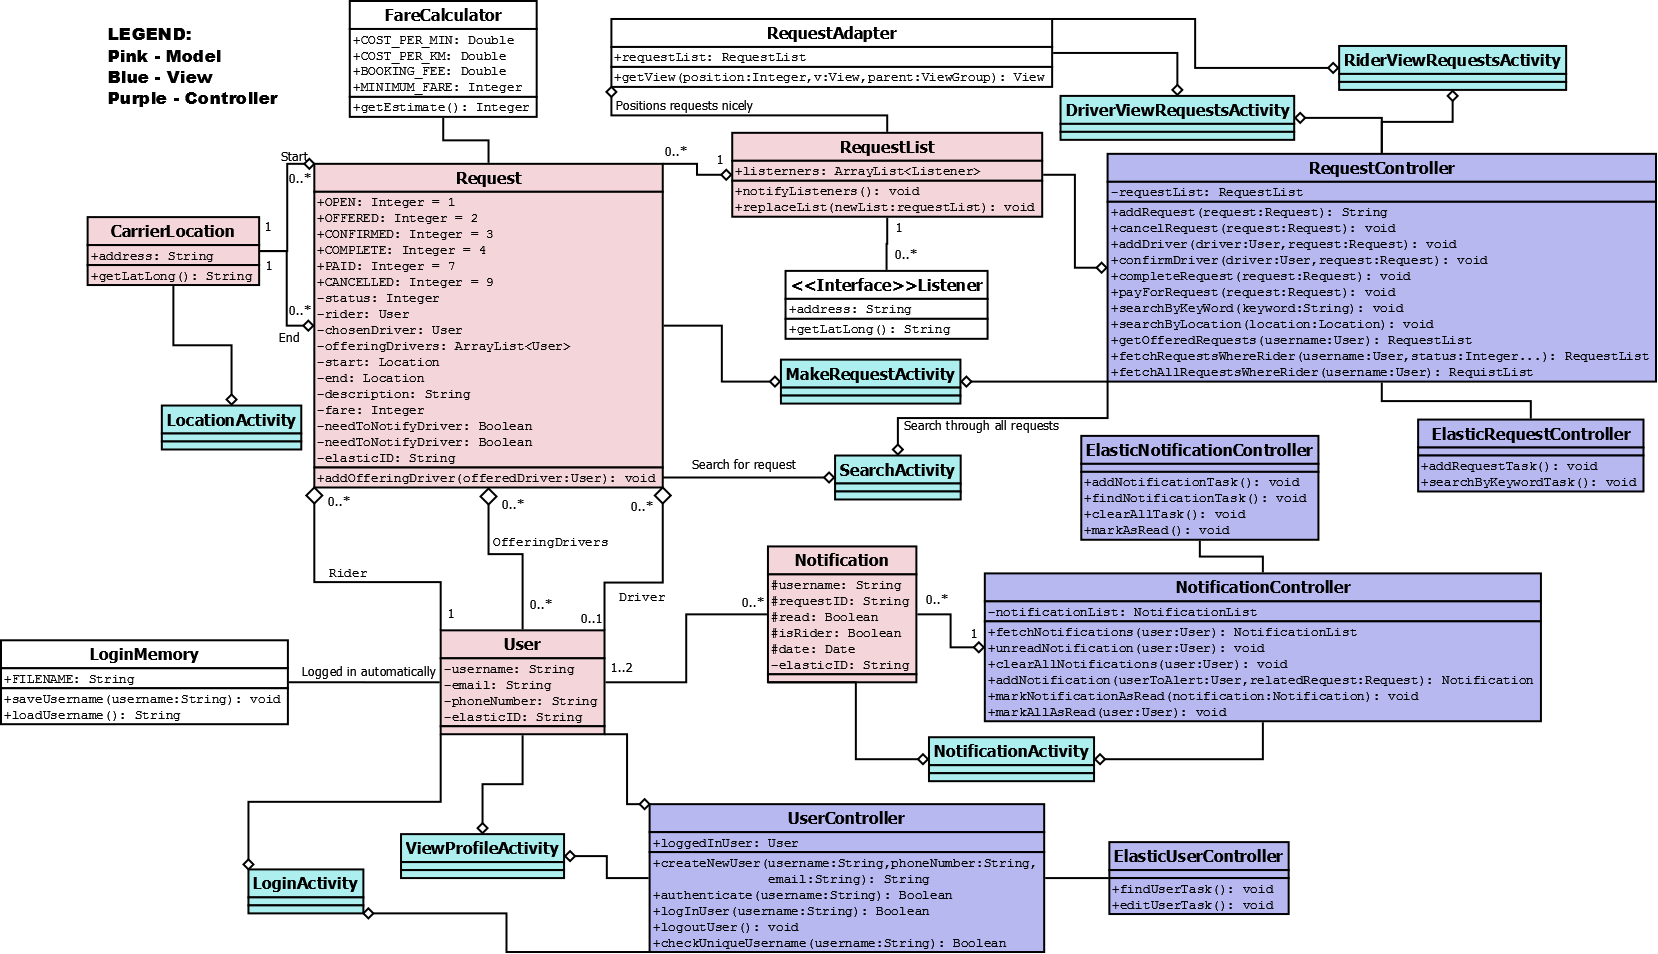 LEGEND:
Pink - Model
Blue - View
Purple - Controller
FareCalculator
+COST_PER_MIN: Double
+COST_PER_KM: Double
+BOOKING_FEE: Double
+MINIMUM_FARE: Integer
+getEstimate(): Integer
RequestAdapter
+requestList: RequestList
+getView(position:Integer,v:View,parent:ViewGroup): View
Positions requests nicely
RiderViewRequestsActivity
DriverViewRequestsActivity
RequestList
+listerners: ArrayList<Listener>
+notifyListeners(): void
+replaceList(newList:requestList): void
0..*
1
1
0..*
<<Interface>>Listener
+address: String
+getLatLong(): String
RequestController
-requestList: RequestList
+addRequest(request:Request): String
+cancelRequest(request:Request): void
+addDriver(driver:User,request:Request): void
+confirmDriver(driver:User,request:Request): void
+completeRequest(request:Request): void
+payForRequest(request:Request): void
+searchByKeyWord(keyword:String): void
+searchByLocation(location:Location): void
+getOfferedRequests(username:User): RequestList
+fetchRequestsWhereRider(username:User,status:Integer...): RequestList
+fetchAllRequestsWhereRider(username:User): RequistList
Start
0..*
1
1
0..*
End
CarrierLocation
+address: String
+getLatLong(): String
LocationActivity
Request
+OPEN: Integer = 1
+OFFERED: Integer = 2
+CONFIRMED: Integer = 3
+COMPLETE: Integer = 4
+PAID: Integer = 7
+CANCELLED: Integer = 9
-status: Integer
-rider: User
-chosenDriver: User
-offeringDrivers: ArrayList<User>
-start: Location
-end: Location
-description: String
-fare: Integer
-needToNotifyDriver: Boolean
-needToNotifyDriver: Boolean
-elasticID: String
+addOfferingDriver(offeredDriver:User): void
MakeRequestActivity
Search through all requests
Search for request
SearchActivity
ElasticRequestController
+addRequestTask(): void
+searchByKeywordTask(): void
ElasticNotificationController
+addNotificationTask(): void
+findNotificationTask(): void
+clearAllTask(): void
+markAsRead(): void
0..*
0..*
0..*
OfferingDrivers
Rider
Driver
1
0..*
0..1
Notification
#username: String
#requestID: String
#read: Boolean
#isRider: Boolean
#date: Date
-elasticID: String
0..*
0..*
1
1..2
NotificationController
-notificationList: NotificationList
+fetchNotifications(user:User): NotificationList
+unreadNotification(user:User): void
+clearAllNotifications(user:User): void
+addNotification(userToAlert:User,relatedRequest:Request): Notification
+markNotificationAsRead(notification:Notification): void
+markAllAsRead(user:User): void
LoginMemory
+FILENAME: String
+saveUsername(username:String): void
+loadUsername(): String
Logged in automatically
User
-username: String
-email: String
-phoneNumber: String
-elasticID: String
NotificationActivity
ViewProfileActivity
LoginActivity
UserController
+loggedInUser: User
+createNewUser(username:String,phoneNumber:String,
email:String): String
+authenticate(username:String): Boolean
+logInUser(username:String): Boolean
+logoutUser(): void
+checkUniqueUsername(username:String): Boolean
ElasticUserController
+findUserTask(): void
+editUserTask(): void